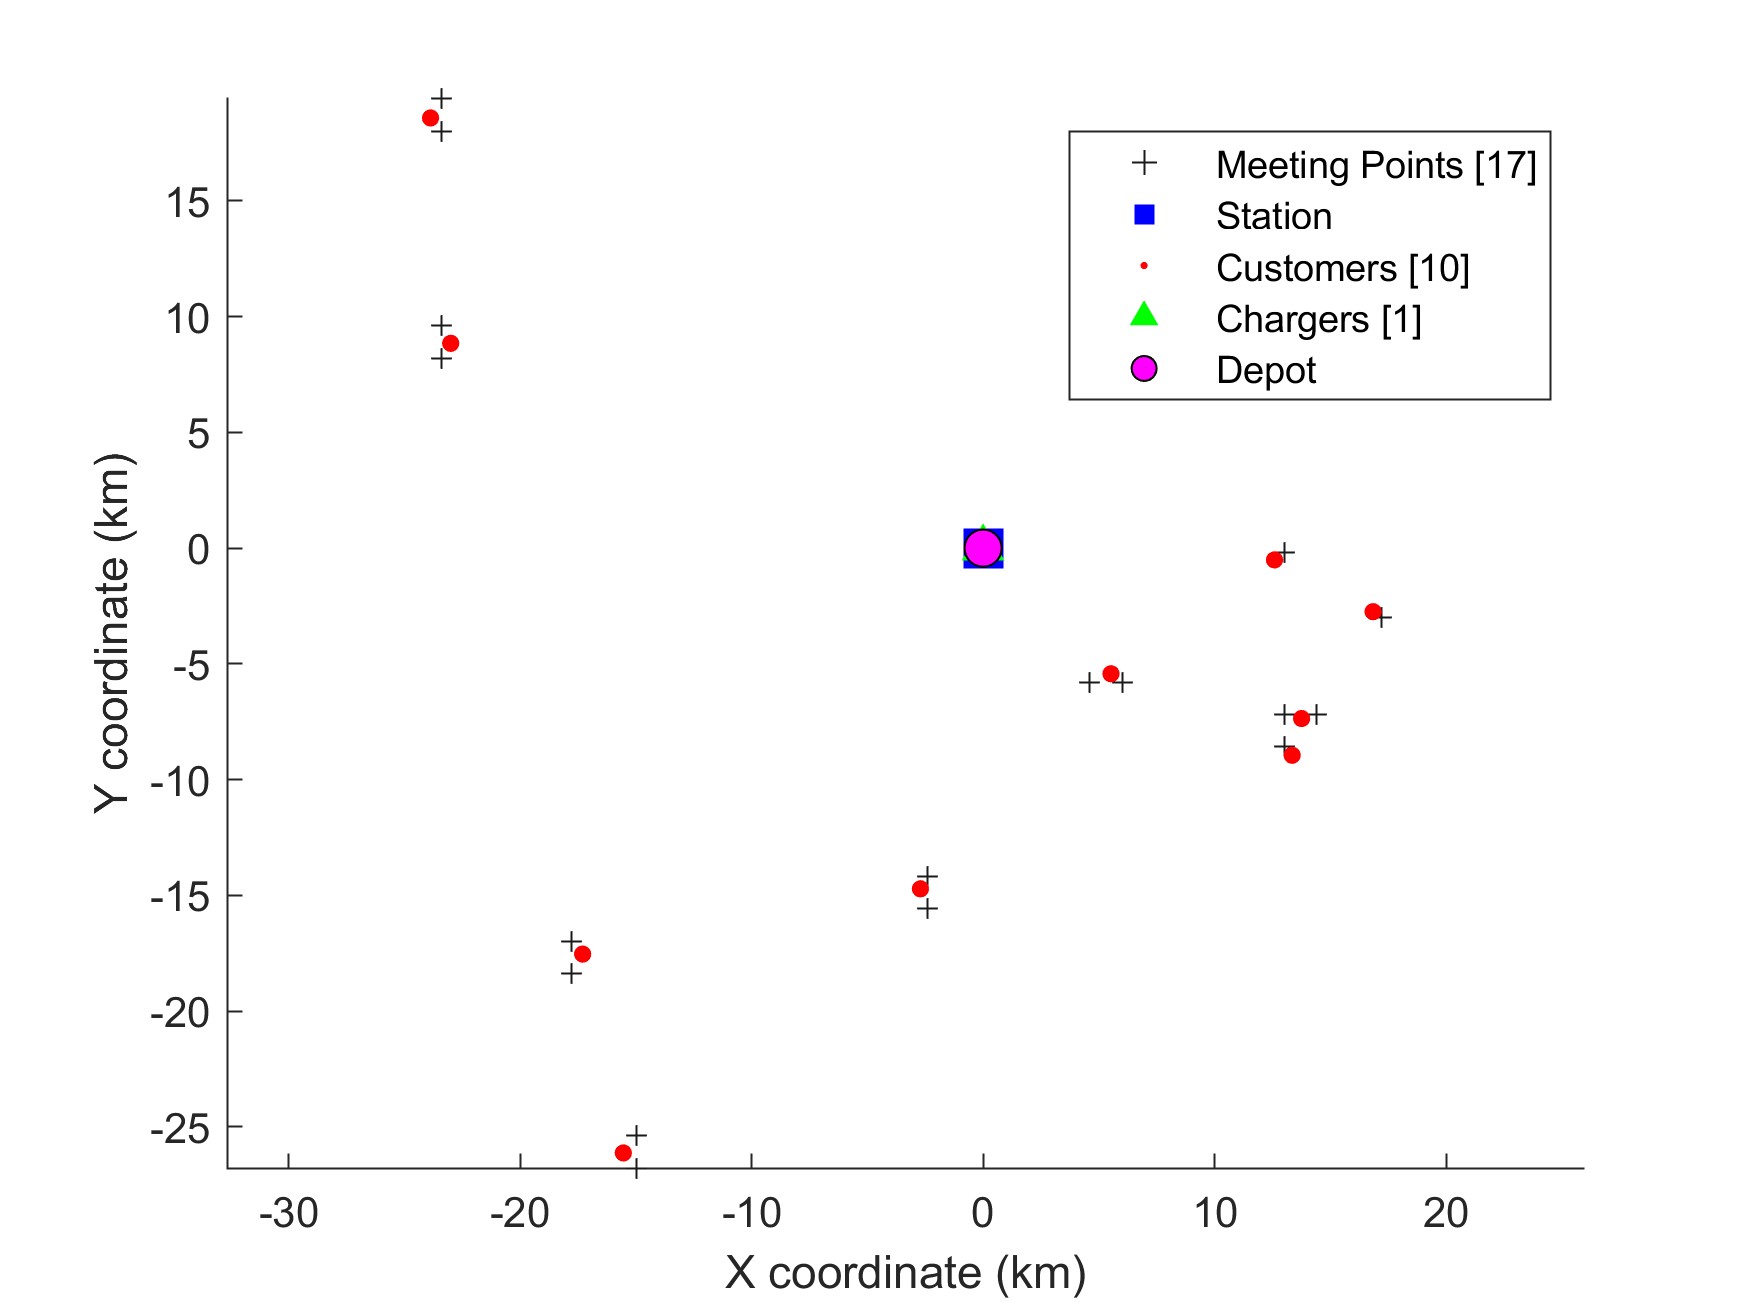 Meeting Points [17]
Station
Customers [10]
Chargers [1]
Depot
15
10
5
0
-5
-10
-15
-20
-25
Y coordinate (km)
-30 -20 -10 0 10 20
X coordinate (km)